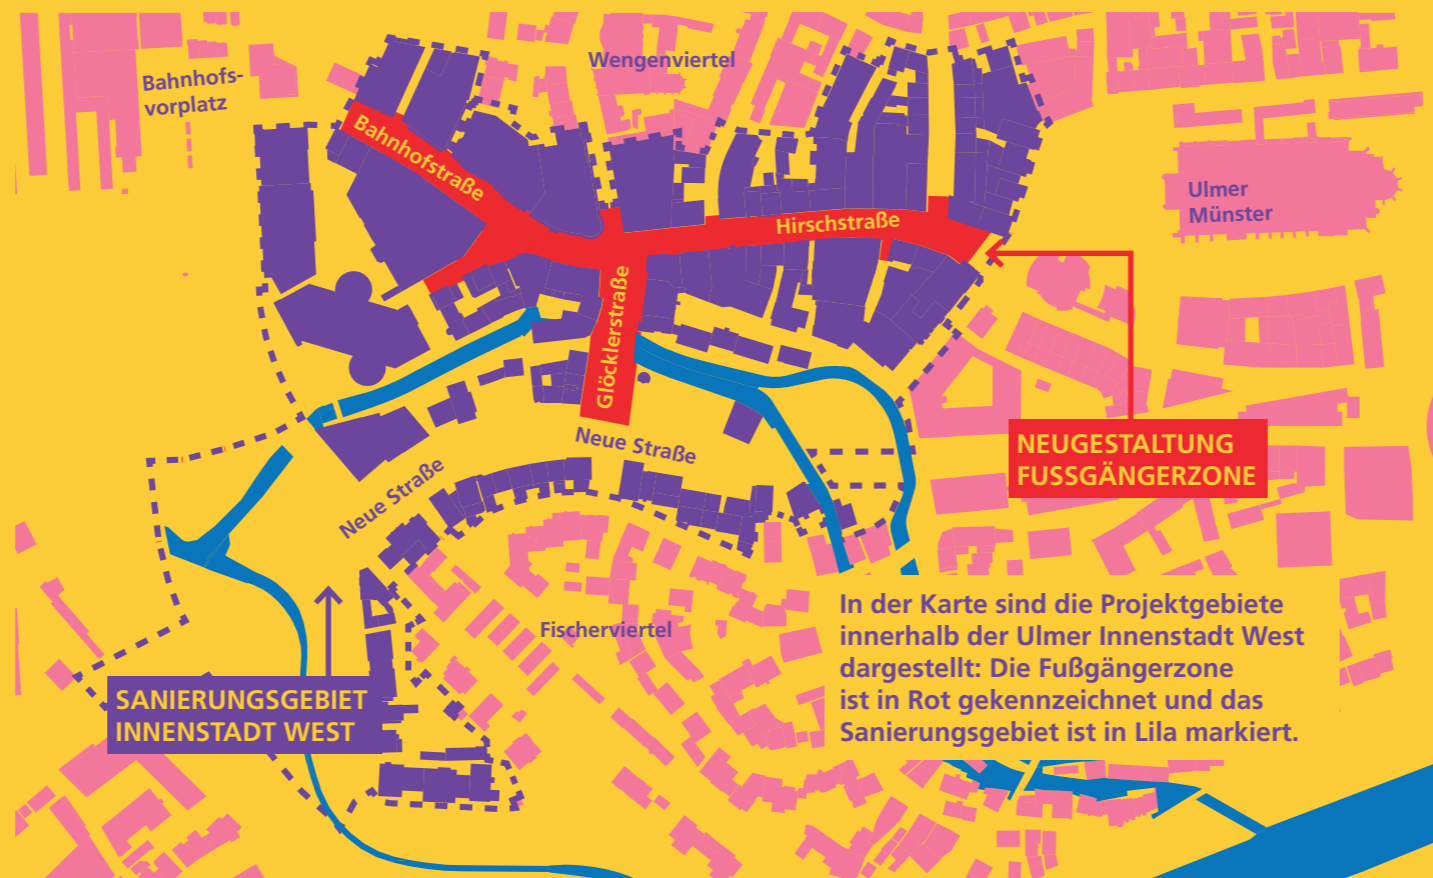 Bahnhofs-
vorplatz
Wengenviertel
Bahnhofstraße
Hirschstraße
Ulmer
Münster
Glöcklerstraße
Neue Straße
Neue Straße
NEUGESTALTUNG
FUSSGÄNGERZONE
Fischerviertel
SANIERUNGSGEBIET
INNENSTADT WEST
In der Karte sind die Projektgebiete
innerhalb der Ulmer Innenstadt West
dargestellt: Die Fußgängerzone
ist in Rot gekennzeichnet und das
Sanierungsgebiet ist in Lila markiert.